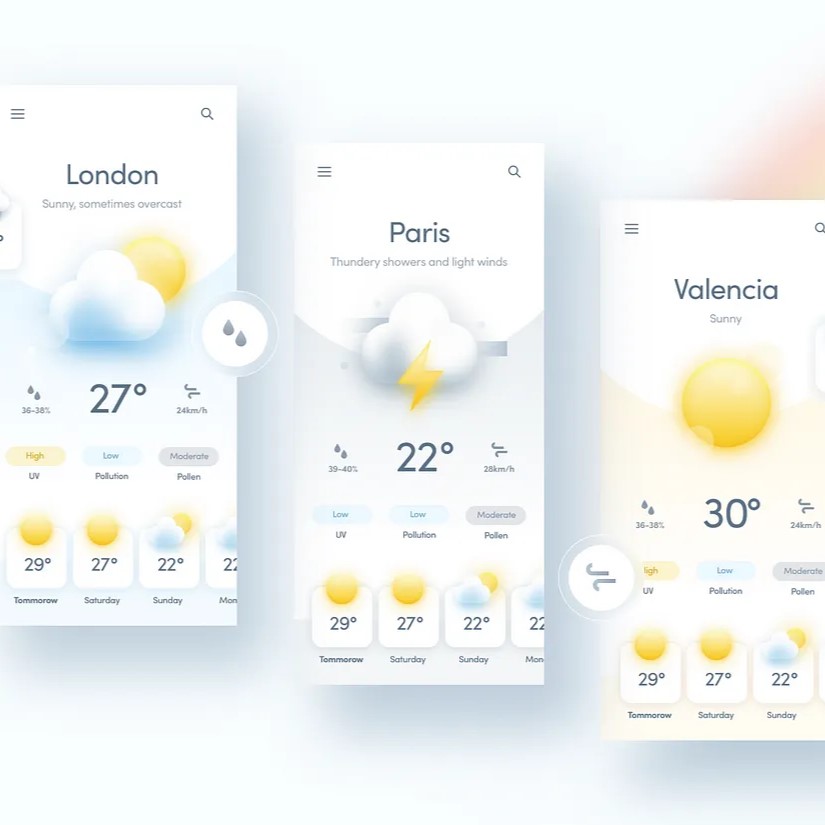 London
Sunny, sometimes overcast
36-38%
27°
24km/h
High
Low
Moderate
UV
Pollution
Pollen
29°
27°
22°
22
Tommorow
Saturday
Sunday
Mon
Paris
Thundery showers and light winds
39-40%
22°
28km/h
Low
Low
Moderate
UV
Pollution
Pollen
29°
27°
22°
22
Tommorow
Saturday
Sunday
Mon
Valencia
Sunny
36-38%
30°
24km/h
ligh
Low
Moderate
UV
Pollution
Pollen
29°
27°
22°
Tommorow
Saturday
Sunday